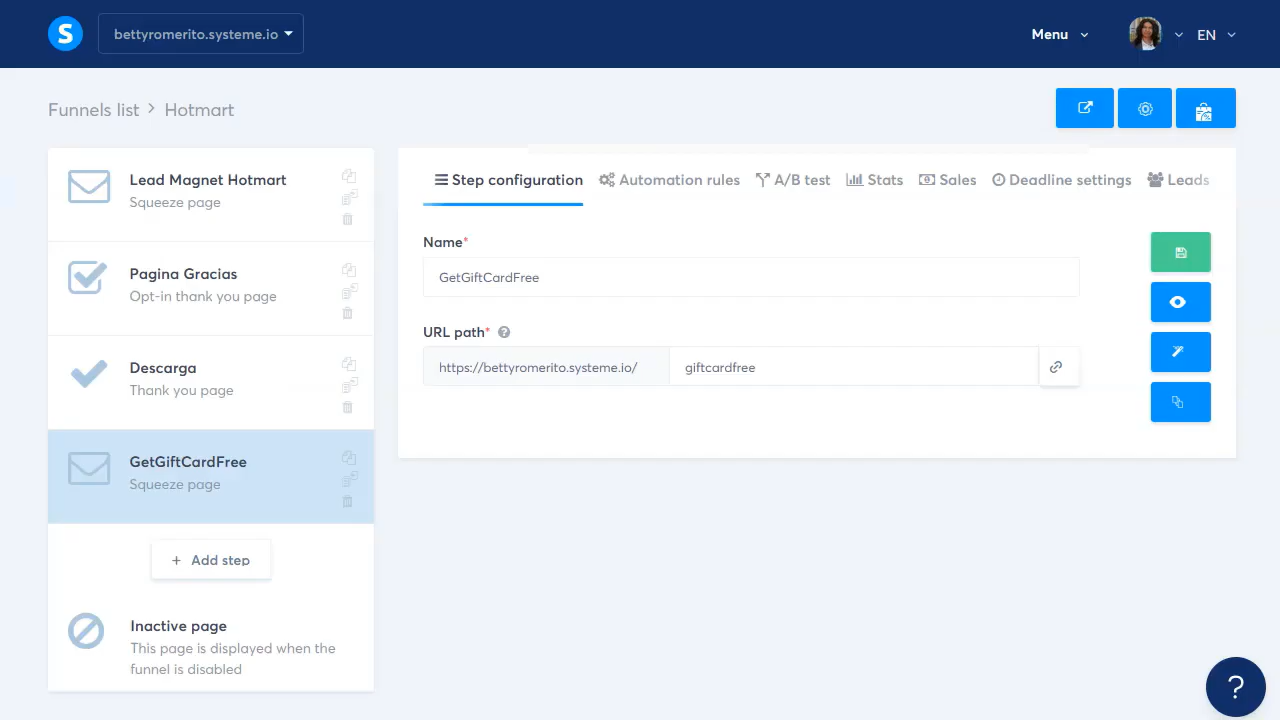 S
bettyromerito.systeme.io
Menu
EN
Funnels list > Hotmart
Lead Magnet Hotmart
Squeeze page
Pagina Gracias
Opt-in thank you page
Descarga
Thank you page
GetGiftCardFree
Squeeze page
+ Add step
Inactive page
This page is displayed when the
funnel is disabled
Step configuration Automation rules A/B test Stats Sales Deadline settings Leads
Name*
GetGiftCardFree
URL path* ?
https://bettyromerito.systeme.io/ giftcardfree
?